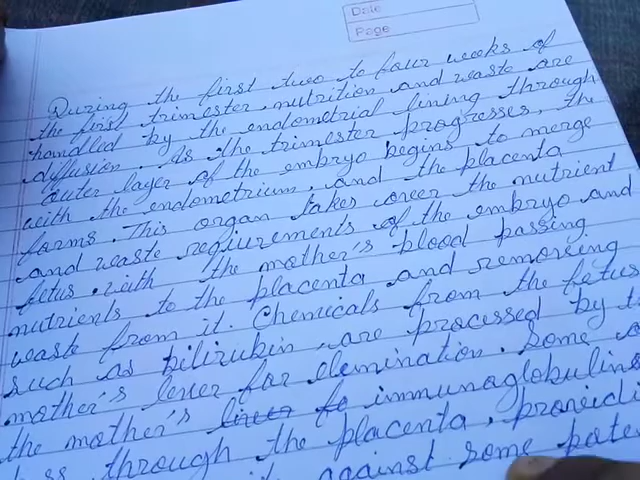 Date
Page
During the first two to four weeks of
the first trimester, nutrition and waste are
handled by the endometrial lining through
diffusion. As the trimester progresses, the
outer layer of the embryo begins to merge
with the endometrium, and the placenta
forms. This organ takes over the nutrient
and waste requirements of the embryo and
fetus. with the mother's blood passing
nutrients to the placenta and removing
waste from it. Chemicals from the fetus
such as bilirubin, are processed by t
mother's liver for elimination. Some
the mother's immunoglobulins
through the placenta,
against some